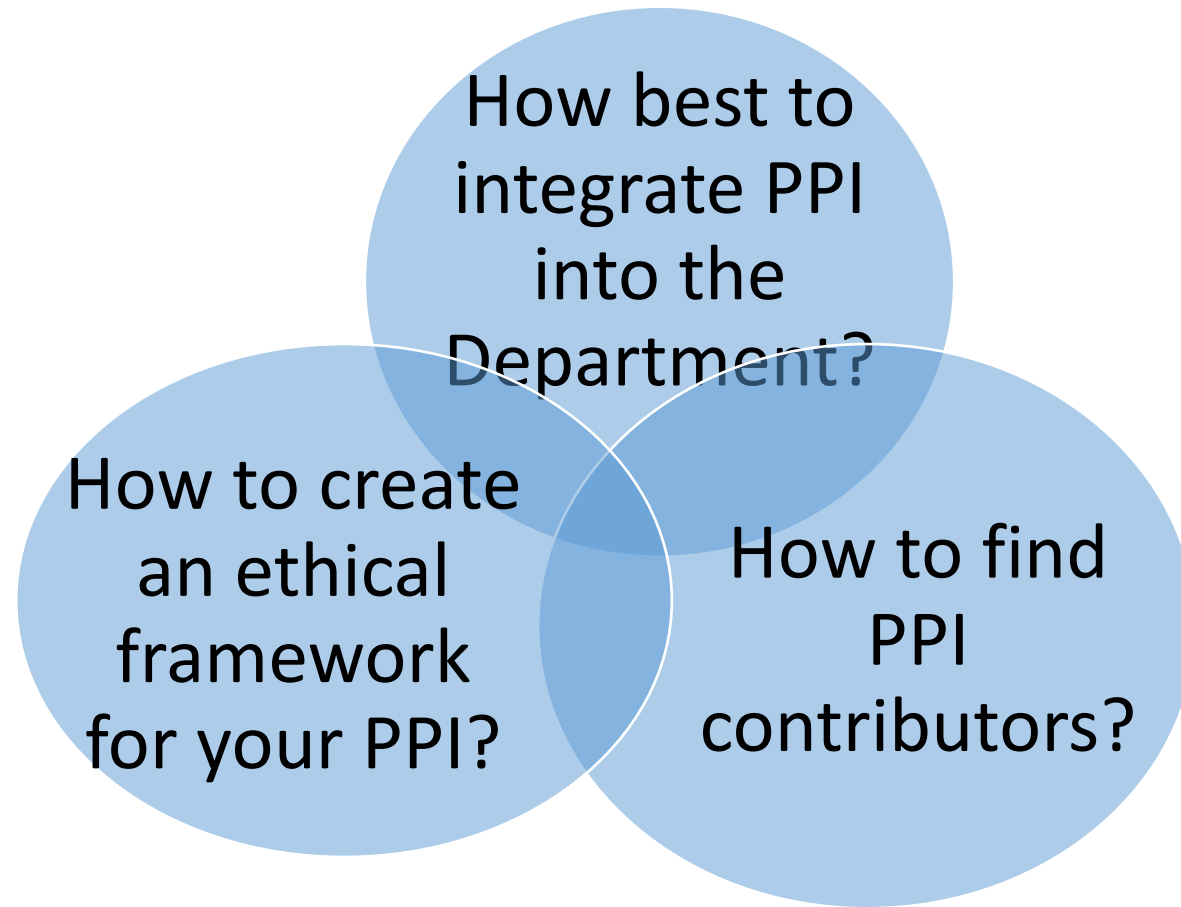 How best to
integrate PPI
into the
Department?
How to create
an ethical
framework
for your PPI?
How to find
PPI
contributors?